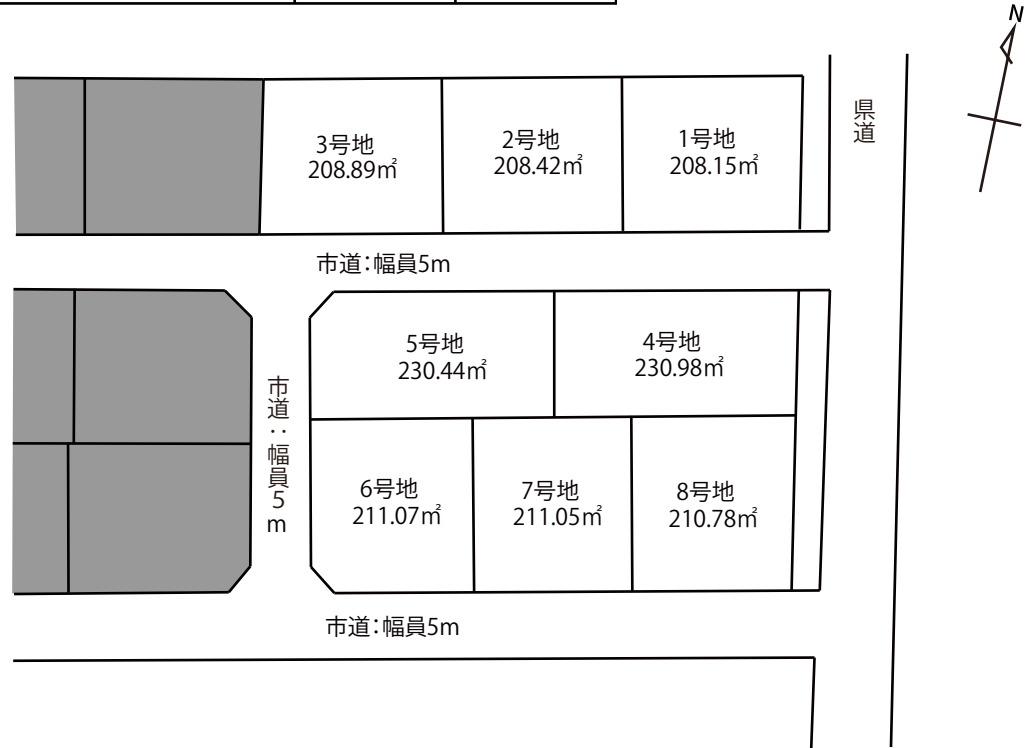 N
県道
3号地
208.89㎡
2号地
208.42㎡
1号地
208.15㎡
市道：幅員5m
5号地
230.44㎡
4号地
230.98㎡
市道：幅員5m
6号地
211.07㎡
7号地
211.05㎡
8号地
210.78㎡
市道：幅員5m